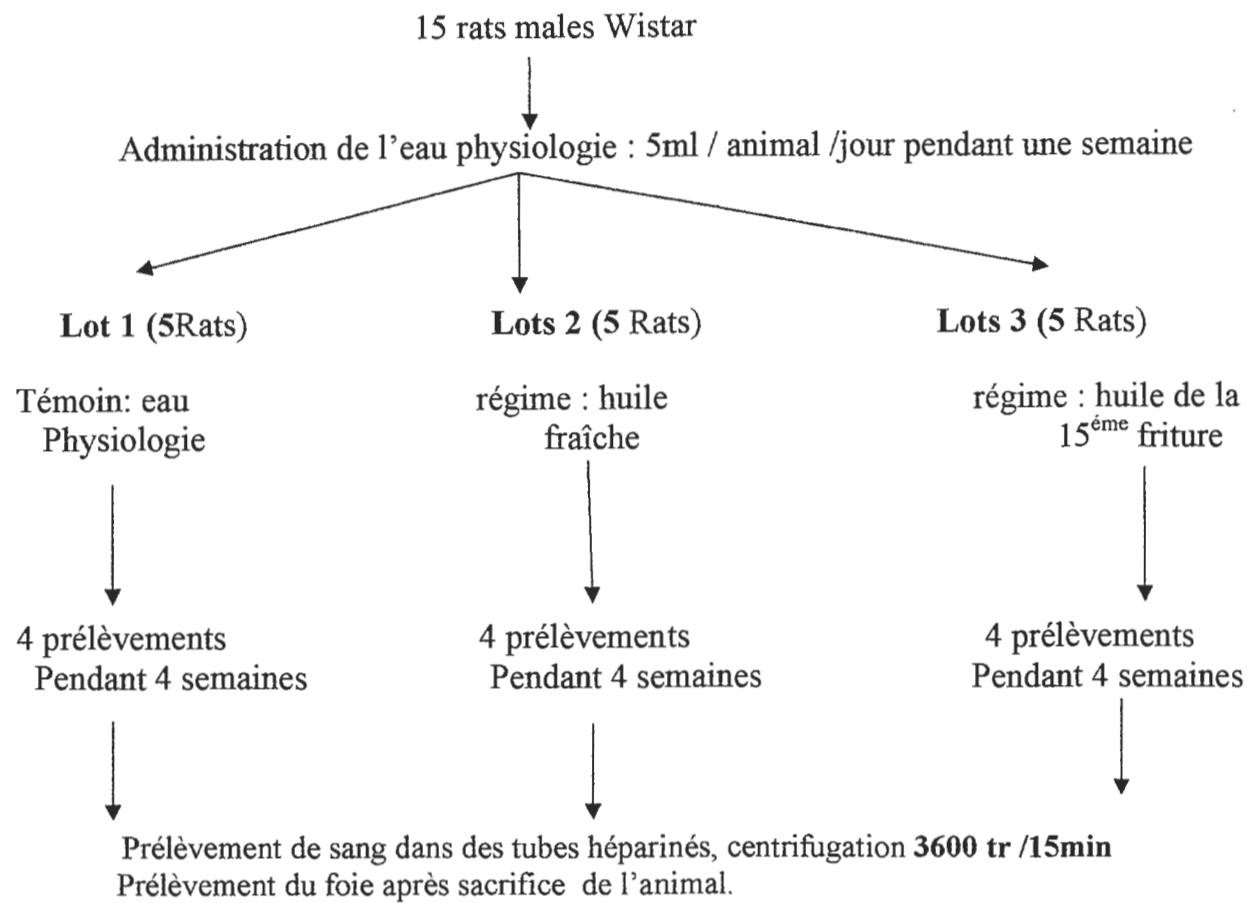 15 rats males Wistar
Administration de l'eau physiologie : 5ml / animal /jour pendant une semaine
Lot 1 (5Rats)
Lots 2 (5 Rats)
Lots 3 (5 Rats)
Témoin: eau
Physiologie
régime : huile
fraîche
régime : huile de la
15éme friture
4 prélèvements
Pendant 4 semaines
4 prélèvements
Pendant 4 semaines
4 prélèvements
Pendant 4 semaines
Prélèvement de sang dans des tubes héparinés, centrifugation 3600 tr /15min
Prélèvement du foie après sacrifice de l'animal.